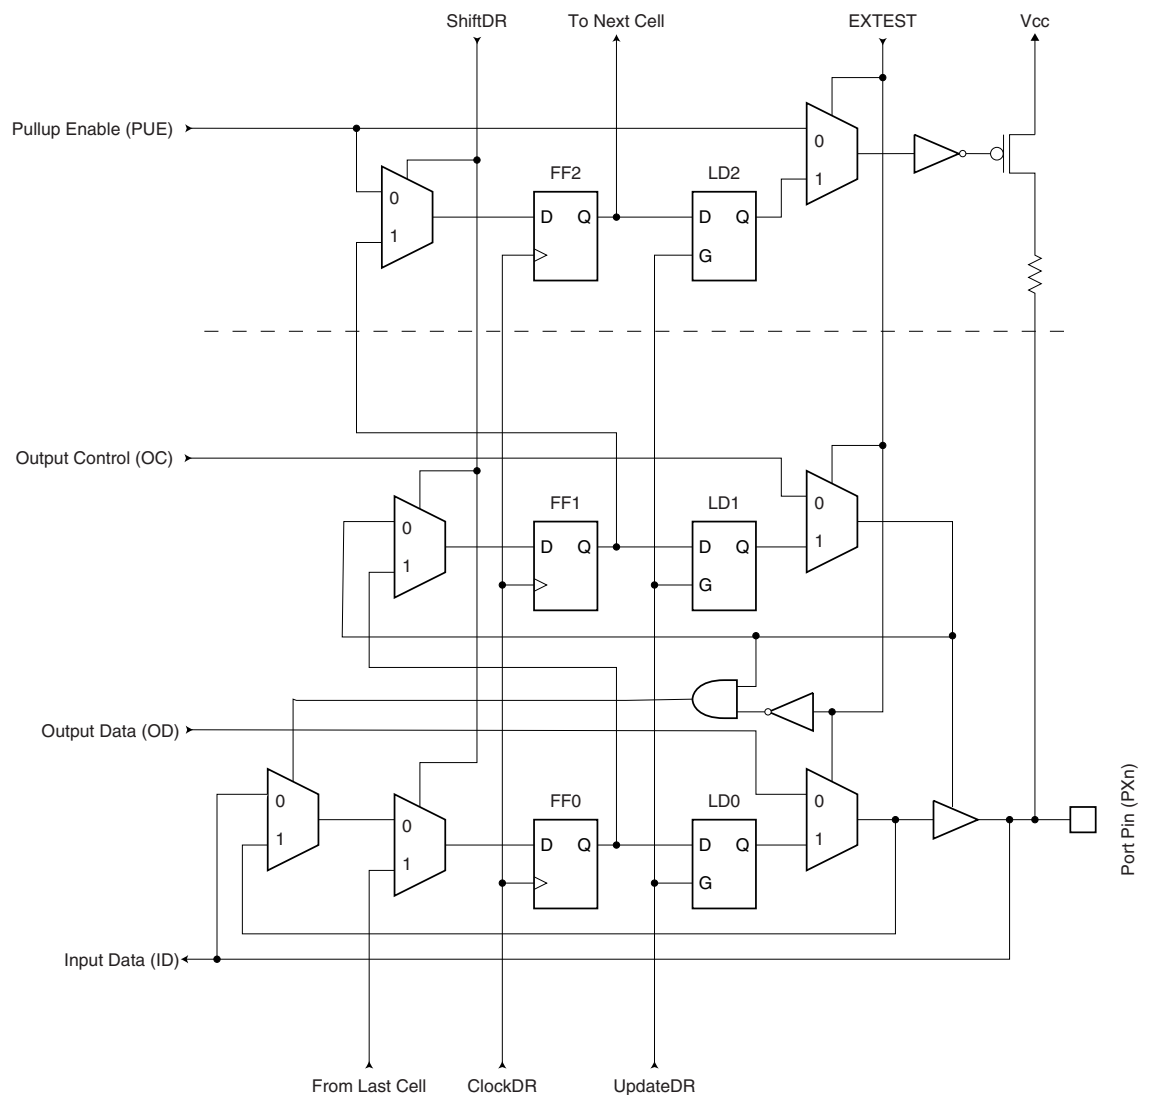 ShiftDR To Next Cell EXTEST Vcc
Pullup Enable (PUE)
0
1
FF2
D Q
LD2
D Q
G
0
1
Output Control (OC)
0
1
FF1
D Q
LD1
D Q
G
0
1
Output Data (OD)
0
1
0
1
FF0
D Q
LD0
D Q
G
0
1
Port Pin (PXn)
Input Data (ID)
From Last Cell ClockDR UpdateDR